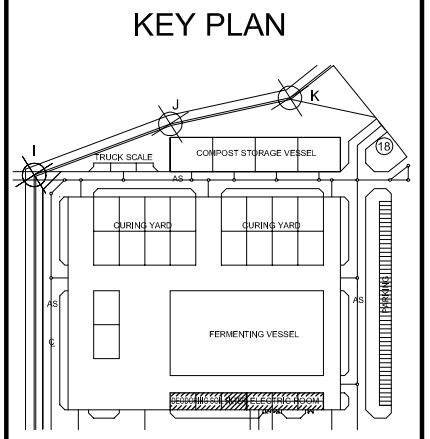 KEY PLAN
J
K
I
18
TRUCK SCALE
COMPOST STORAGE VESSEL
AS
CURING YARD
CURING YARD
AS
AS
PARKING
FERMENTING VESSEL
ELECTRIC ROOM